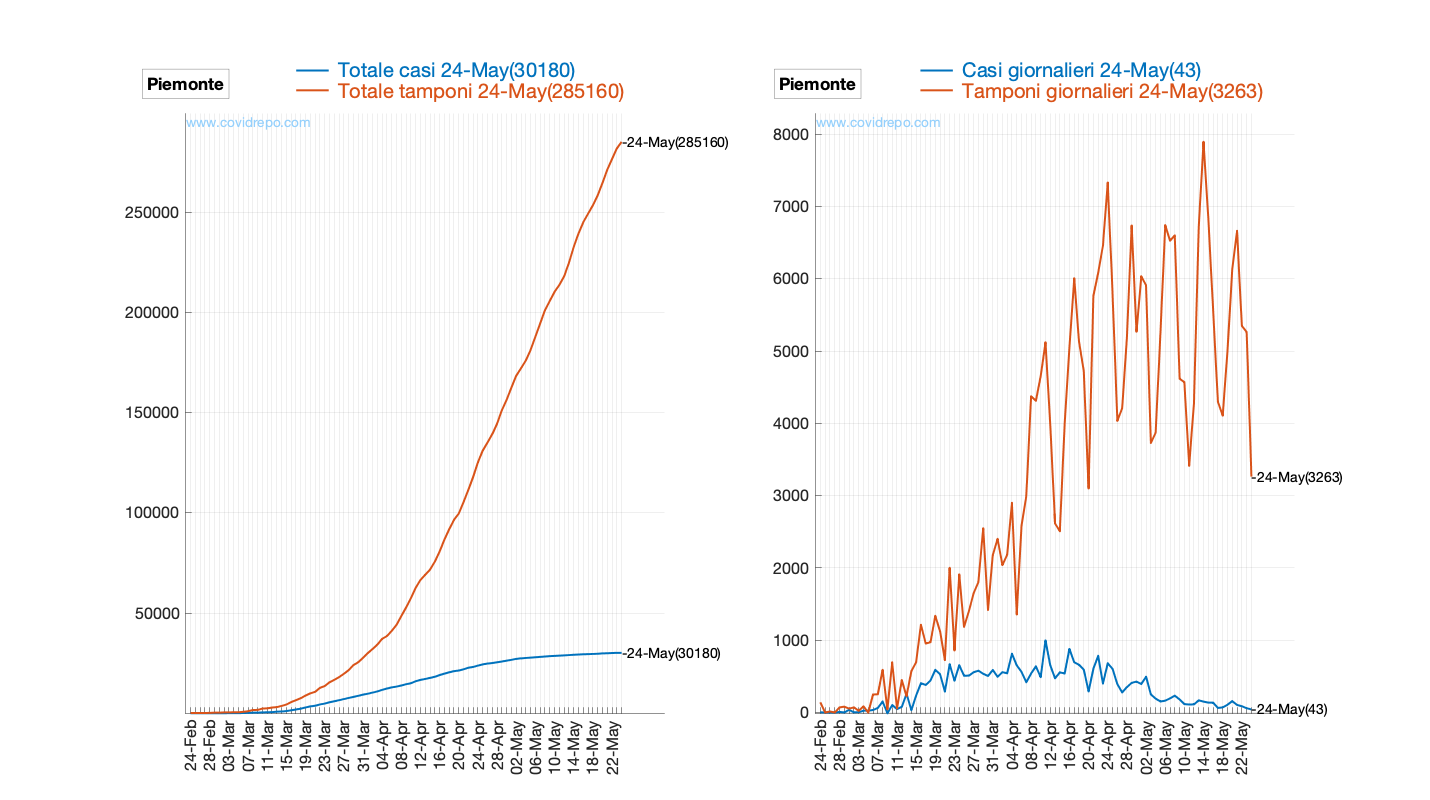 Piemonte
Totale casi 24-May(30180)
Totale tamponi 24-May(285160)
www.covidrepo.com
-24-May(285160)
250000
200000
150000
100000
50000
-24-May(30180)
24-Feb
28-Feb
03-Mar
07-Mar
11-Mar
15-Mar
19-Mar
23-Mar
27-Mar
31-Mar
04-Apr
08-Apr
12-Apr
16-Apr
20-Apr
24-Apr
28-Apr
02-May
06-May
10-May
14-May
18-May
22-May
Piemonte
Casi giornalieri 24-May(43)
Tamponi giornalieri 24-May(3263)
www.covidrepo.com
8000
7000
6000
5000
4000
3000
2000
1000
0
-24-May(3263)
-24-May(43)
24-Feb
28-Feb
03-Mar
07-Mar
11-Mar
15-Mar
19-Mar
23-Mar
27-Mar
31-Mar
04-Apr
08-Apr
12-Apr
16-Apr
20-Apr
24-Apr
28-Apr
02-May
06-May
10-May
14-May
18-May
22-May